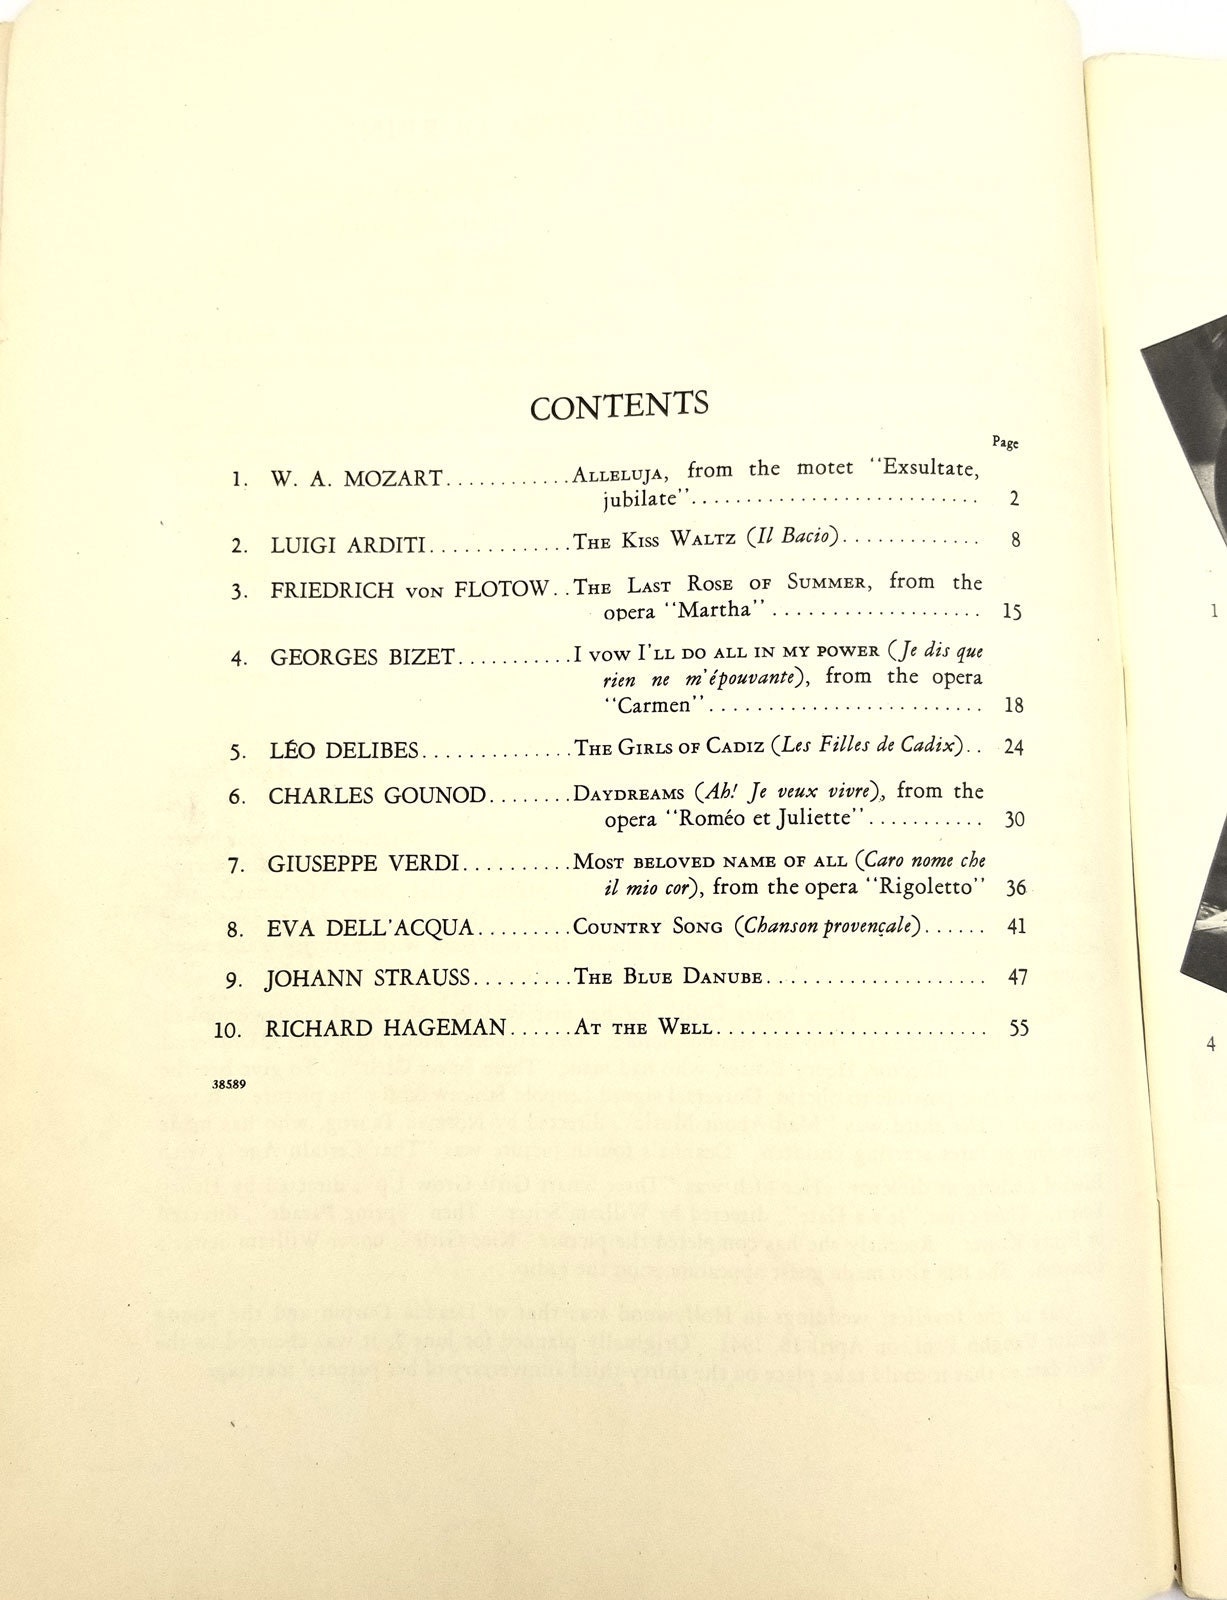 CONTENTS
Page
1. W. A. MOZART............ALLELUJA, from the motet "Exsultate,
jubilate"......................... 2
2. LUIGI ARDITI............THE KISS WALTZ (Il Bacio)............ 8
3. FRIEDRICH VON FLOTOW..THE LAST ROSE OF SUMMER, from the
opera "Martha".................. 15
4. GEORGES BIZET..........I VOW I'LL DO ALL IN MY POWER (Je dis que
rien ne m'épouvante), from the opera
"Carmen"........................ 18
5. LÉO DELIBES.............THE GIRLS OF CADIZ (Les Filles de Cadix).. 24
6. CHARLES GOUNOD........DAYDREAMS (Ah! Je veux vivre), from the
opera "Roméo et Juliette".......... 30
7. GIUSEPPE VERDI.........MOST BELOVED NAME OF ALL (Caro nome che
il mio cor), from the opera "Rigoletto" 36
8. EVA DELL'ACQUA........COUNTRY SONG (Chanson provençale)...... 41
9. JOHANN STRAUSS.........THE BLUE DANUBE................... 47
10. RICHARD HAGEMAN......AT THE WELL....................... 55
38589
1
4